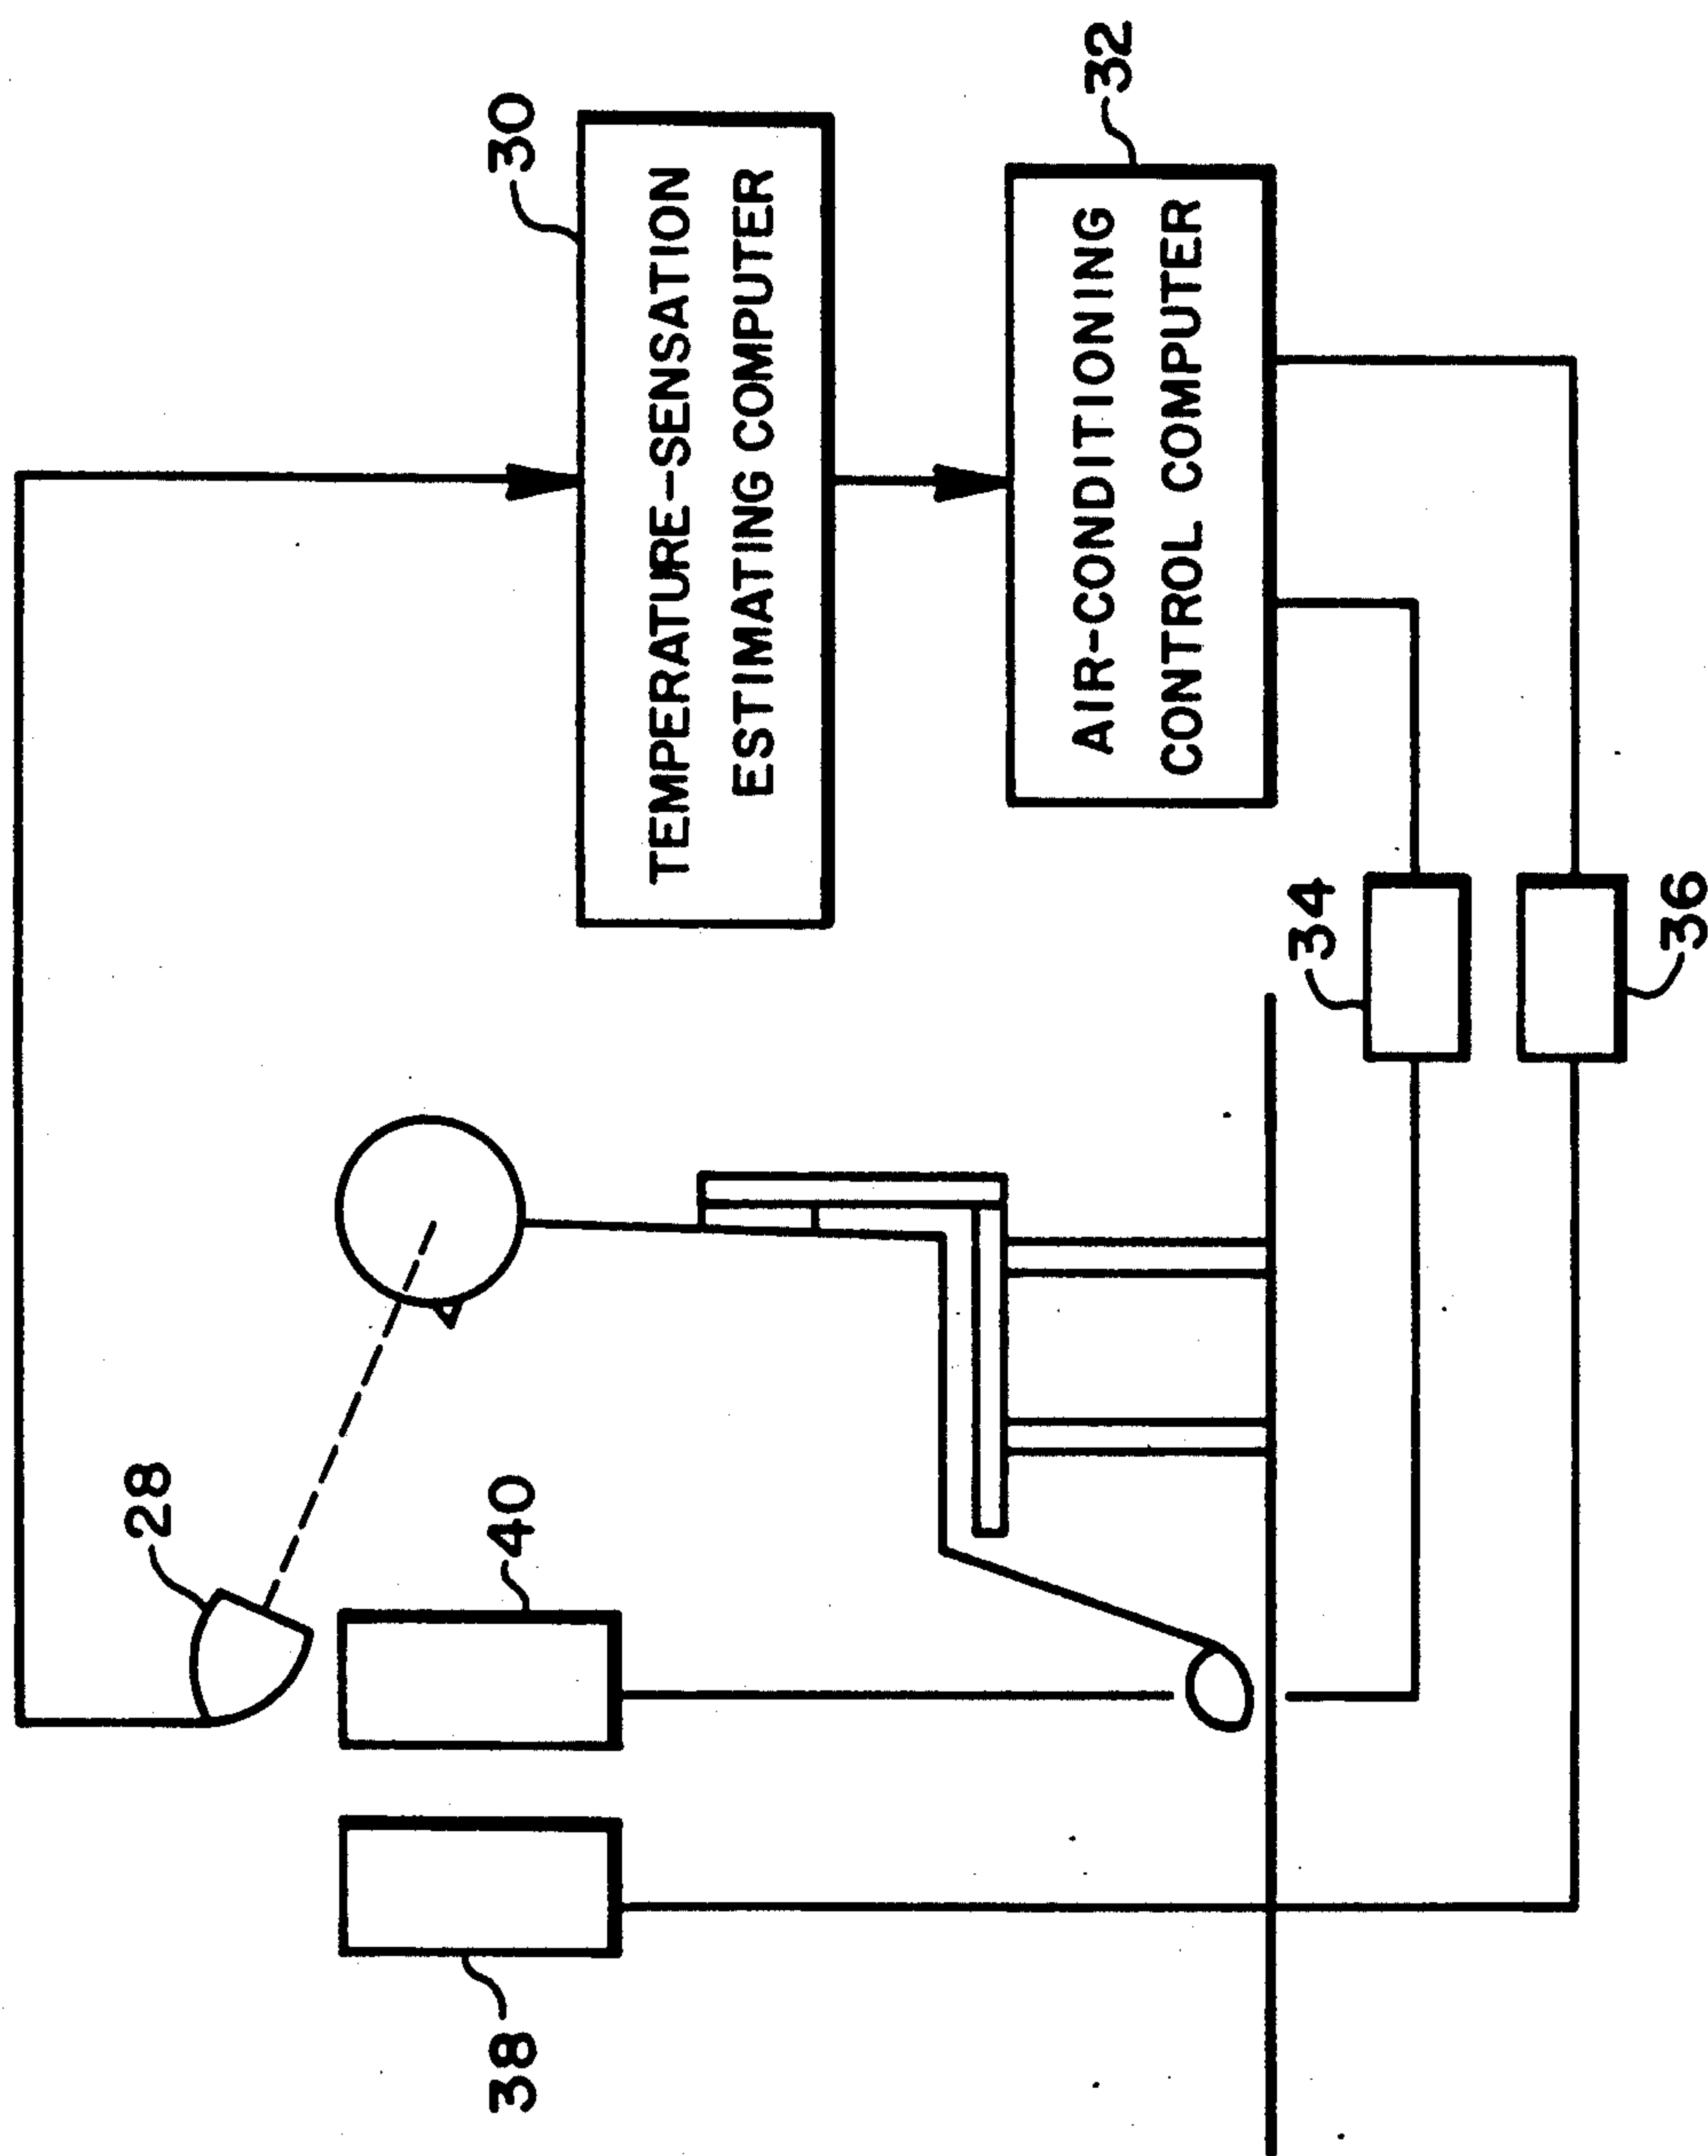 28
30
TEMPERATURE-SENSATION
ESTIMATING COMPUTER
38
40
32
AIR-CONDITIONING
CONTROL COMPUTER
34
36